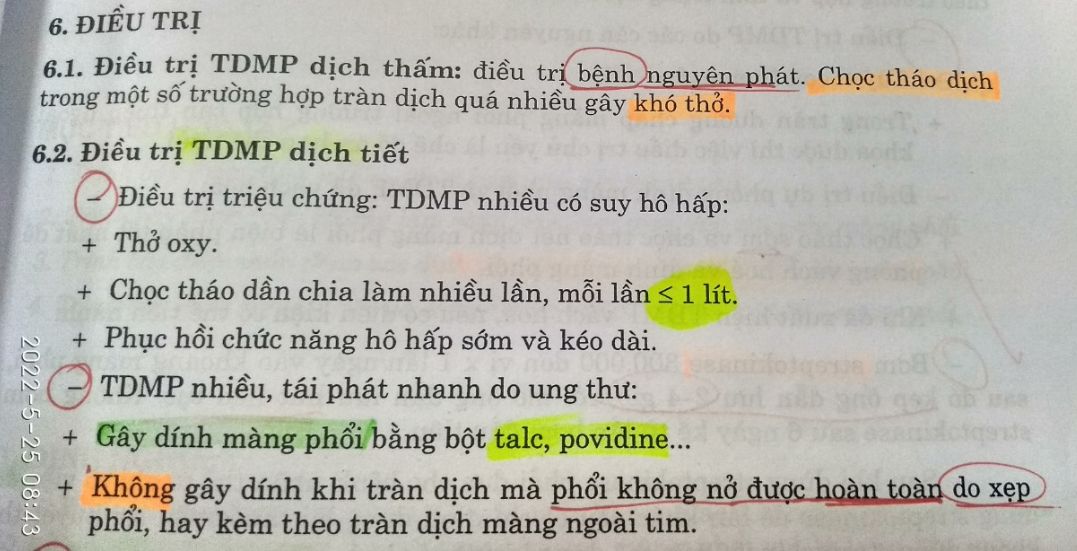 6. ĐIỀU TRỊ
6.1. Điều trị TDMP dịch thấm: điều trị bệnh nguyên phát. Chọc tháo dịch
trong một số trường hợp tràn dịch quá nhiều gây khó thở.
6.2. Điều trị TDMP dịch tiết
– Điều trị triệu chứng: TDMP nhiều có suy hô hấp:
+ Thở oxy.
+ Chọc tháo dần chia làm nhiều lần, mỗi lần ≤ 1 lít.
+ Phục hồi chức năng hô hấp sớm và kéo dài.
– TDMP nhiều, tái phát nhanh do ung thư:
+ Gây dính màng phổi bằng bột talc, povidine...
+ Không gây dính khi tràn dịch mà phổi không nở được hoàn toàn do xẹp
phổi, hay kèm theo tràn dịch màng ngoài tim.
2022-5-25 08:43